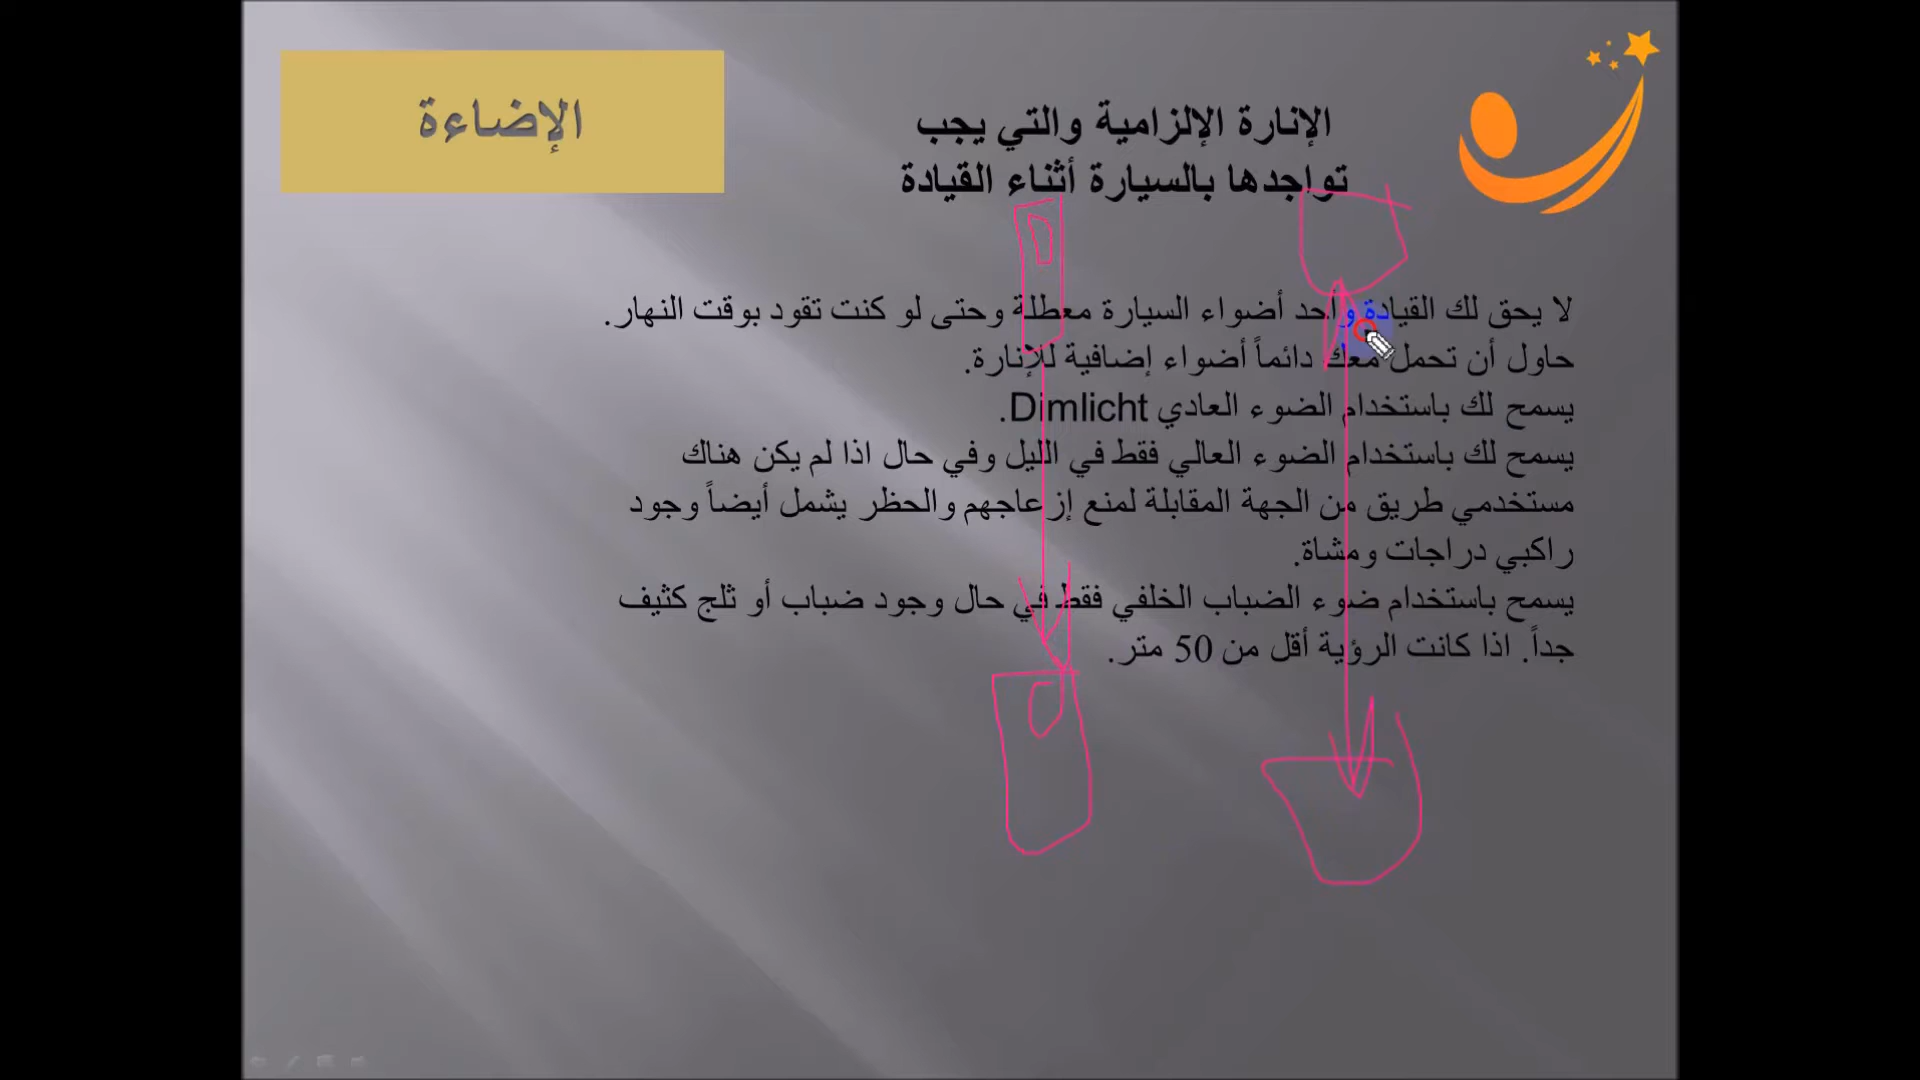 الإضاءة
الإنارة الإلزامية والتي يجب
تواجدها بالسيارة أثناء القيادة
لا يحق لك القيادة وأحد أضواء السيارة معطلة وحتى لو كنت تقود بوقت النهار.
حاول أن تحمل معك دائماً أضواء إضافية للإنارة.
يسمح لك باستخدام الضوء العادي Dimlicht.
يسمح لك باستخدام الضوء العالي فقط في الليل وفي حال اذا لم يكن هناك
مستخدمي طريق من الجهة المقابلة لمنع إزعاجهم والحظر يشمل أيضاً وجود
راكبي دراجات ومشاة.
يسمح باستخدام ضوء الضباب الخلفي فقط في حال وجود ضباب أو ثلج كثيف
جداً. اذا كانت الرؤية أقل من 50 متر.